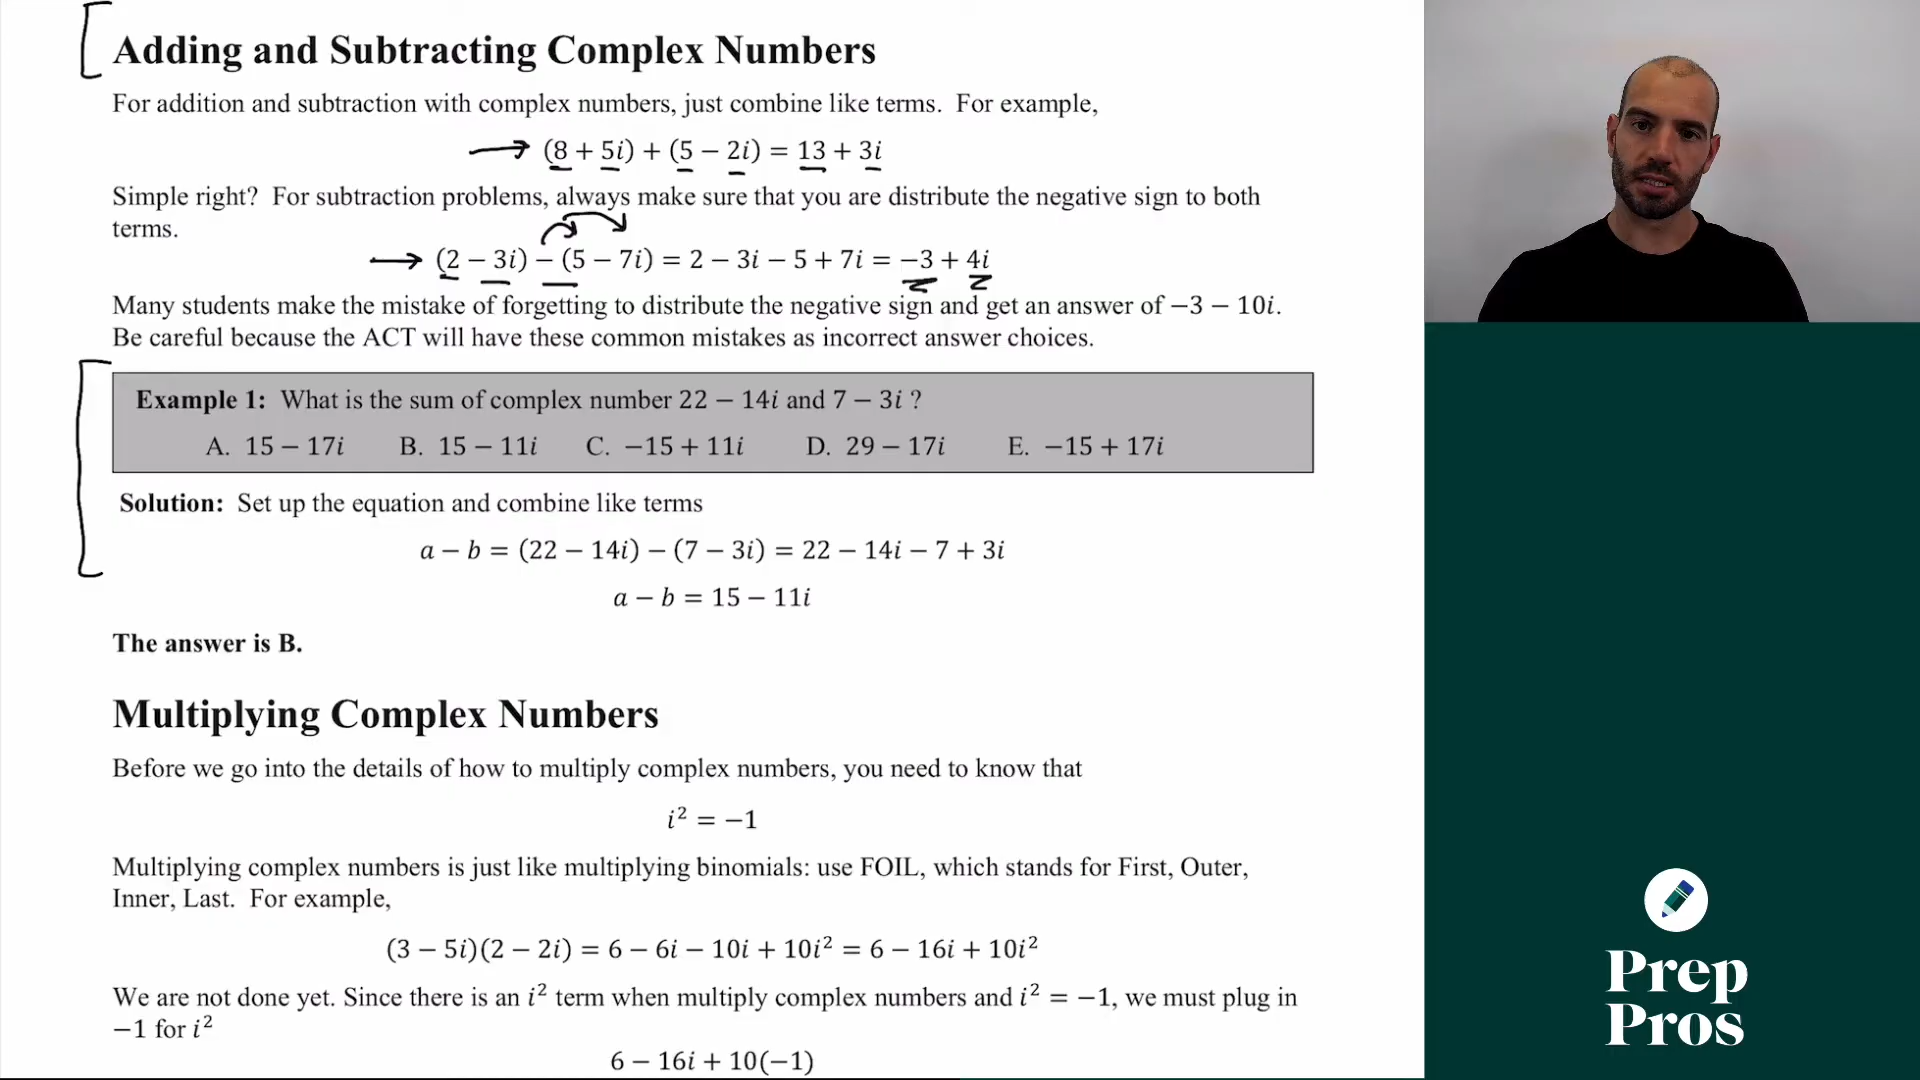 Adding and Subtracting Complex Numbers
For addition and subtraction with complex numbers, just combine like terms. For example,
(8 + 5i) + (5 − 2i) = 13 + 3i
Simple right? For subtraction problems, always make sure that you are distribute the negative sign to both
terms.
(2 − 3i) − (5 − 7i) = 2 − 3i − 5 + 7i = −3 + 4i
Many students make the mistake of forgetting to distribute the negative sign and get an answer of −3 − 10i.
Be careful because the ACT will have these common mistakes as incorrect answer choices.
Example 1: What is the sum of complex number 22 − 14i and 7 − 3i ?
A. 15 − 17i B. 15 − 11i C. −15 + 11i D. 29 − 17i E. −15 + 17i
Solution: Set up the equation and combine like terms
a − b = (22 − 14i) − (7 − 3i) = 22 − 14i − 7 + 3i
a − b = 15 − 11i
The answer is B.
Multiplying Complex Numbers
Before we go into the details of how to multiply complex numbers, you need to know that
i² = −1
Multiplying complex numbers is just like multiplying binomials: use FOIL, which stands for First, Outer,
Inner, Last. For example,
(3 − 5i)(2 − 2i) = 6 − 6i − 10i + 10i² = 6 − 16i + 10i²
We are not done yet. Since there is an i² term when multiply complex numbers and i² = −1, we must plug in
−1 for i²
6 − 16i + 10(−1)
Prep
Pros